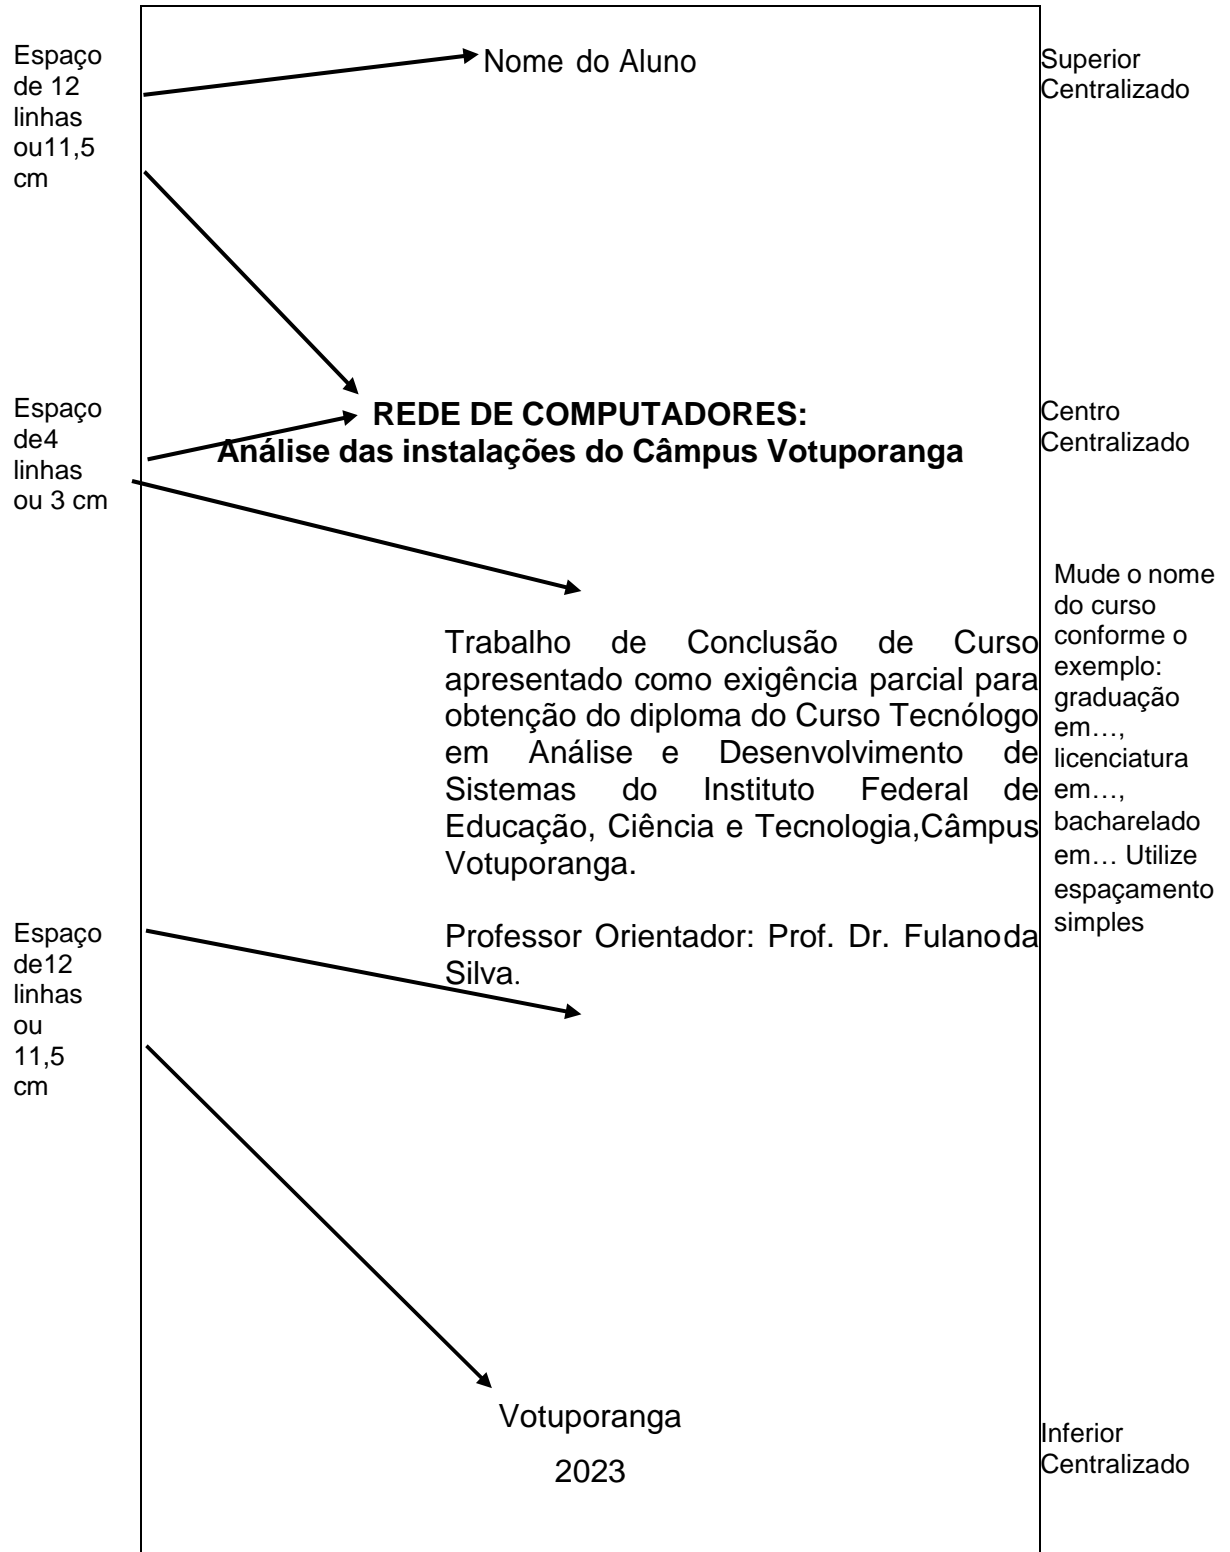 Espaço
de 12
linhas
ou11,5
cm
Nome do Aluno
Superior
Centralizado
Espaço
de4
linhas
ou 3 cm
REDE DE COMPUTADORES:
Análise das instalações do Câmpus Votuporanga
Centro
Centralizado
Trabalho de Conclusão de Curso
apresentado como exigência parcial para
obtenção do diploma do Curso Tecnólogo
em Análise e Desenvolvimento de
Sistemas do Instituto Federal de
Educação, Ciência e Tecnologia,Câmpus
Votuporanga.
Mude o nome
do curso
conforme o
exemplo:
graduação
em…,
licenciatura
em…,
bacharelado
em… Utilize
espaçamento
simples
Espaço
de12
linhas
ou
11,5
cm
Professor Orientador: Prof. Dr. Fulanoda
Silva.
Votuporanga
2023
Inferior
Centralizado